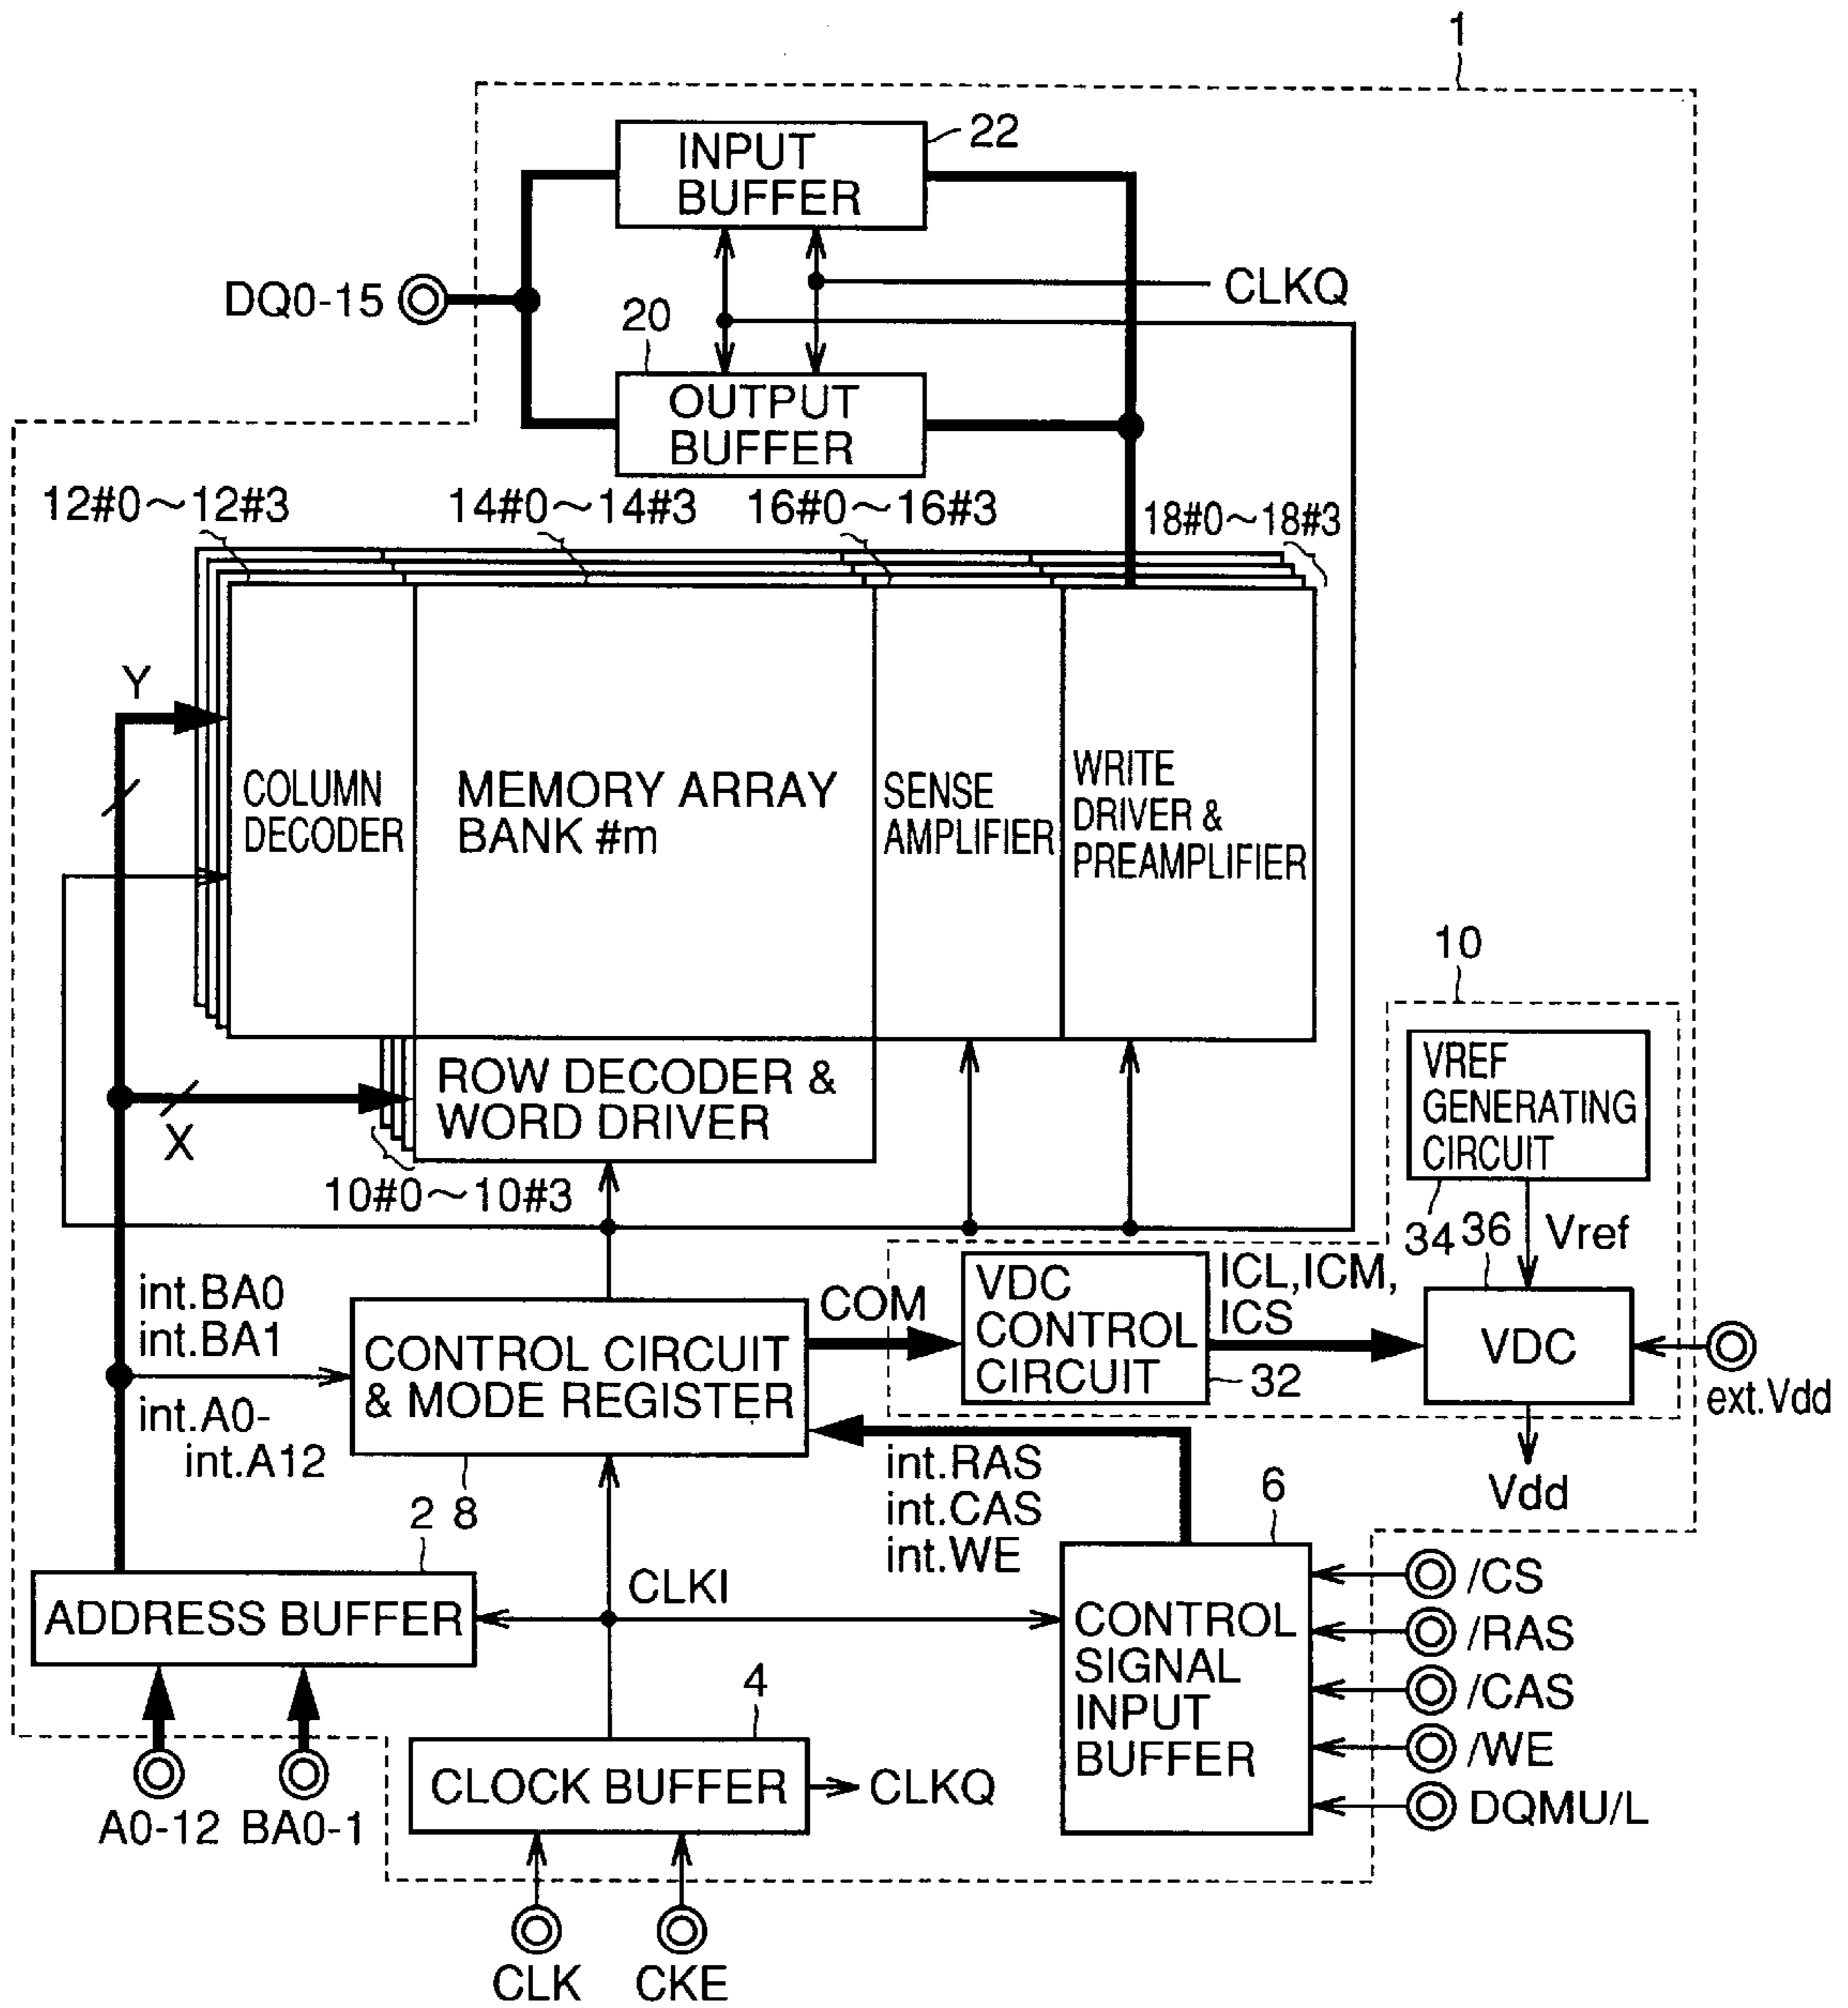 1
INPUT
BUFFER
22
DQ0-15
CLKQ
20
OUTPUT
BUFFER
12#0~12#3
14#0~14#3
16#0~16#3
18#0~18#3
Y
COLUMN
DECODER
MEMORY ARRAY
BANK #m
SENSE
AMPLIFIER
WRITE
DRIVER &
PREAMPLIFIER
10
ROW DECODER &
WORD DRIVER
X
10#0~10#3
VREF
GENERATING
CIRCUIT
34
36
Vref
int.BA0
int.BA1
int.A0-
int.A12
CONTROL CIRCUIT
& MODE REGISTER
8
COM
VDC
CONTROL
CIRCUIT
32
ICL,ICM,
ICS
VDC
ext.Vdd
Vdd
int.RAS
int.CAS
int.WE
6
2
ADDRESS BUFFER
CLKI
CONTROL
SIGNAL
INPUT
BUFFER
/CS
/RAS
/CAS
/WE
DQMU/L
4
CLOCK BUFFER
CLKQ
A0-12
BA0-1
CLK
CKE